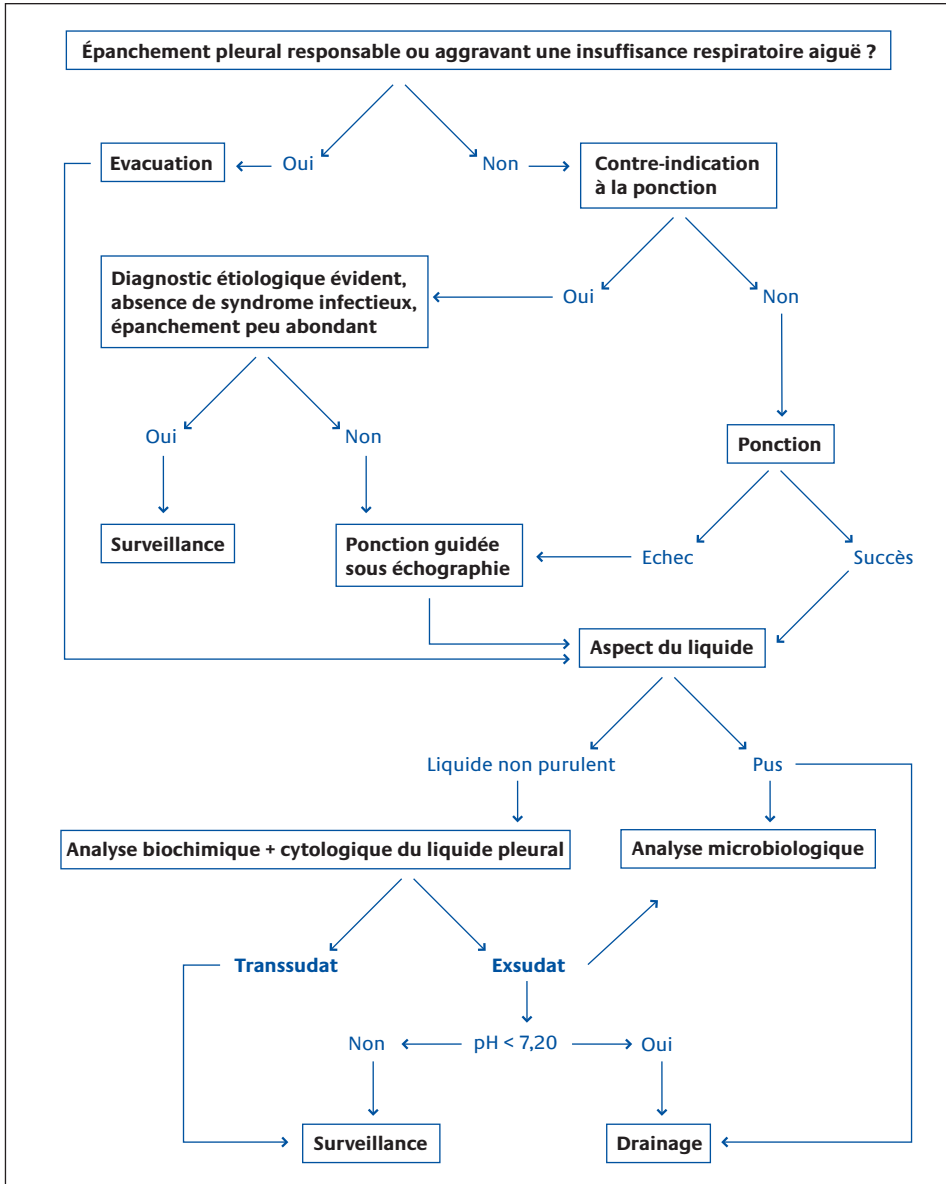 Épanchement pleural responsable ou aggravant une insuffisance respiratoire aiguë ?
Evacuation
Oui
Non
Contre-indication
à la ponction
Diagnostic étiologique évident,
absence de syndrome infectieux,
épanchement peu abondant
Oui
Non
Oui
Non
Ponction
Surveillance
Ponction guidée
sous échographie
Echec
Succès
Aspect du liquide
Liquide non purulent
Pus
Analyse biochimique + cytologique du liquide pleural
Analyse microbiologique
Transsudat
Exsudat
Non
pH < 7,20
Oui
Surveillance
Drainage